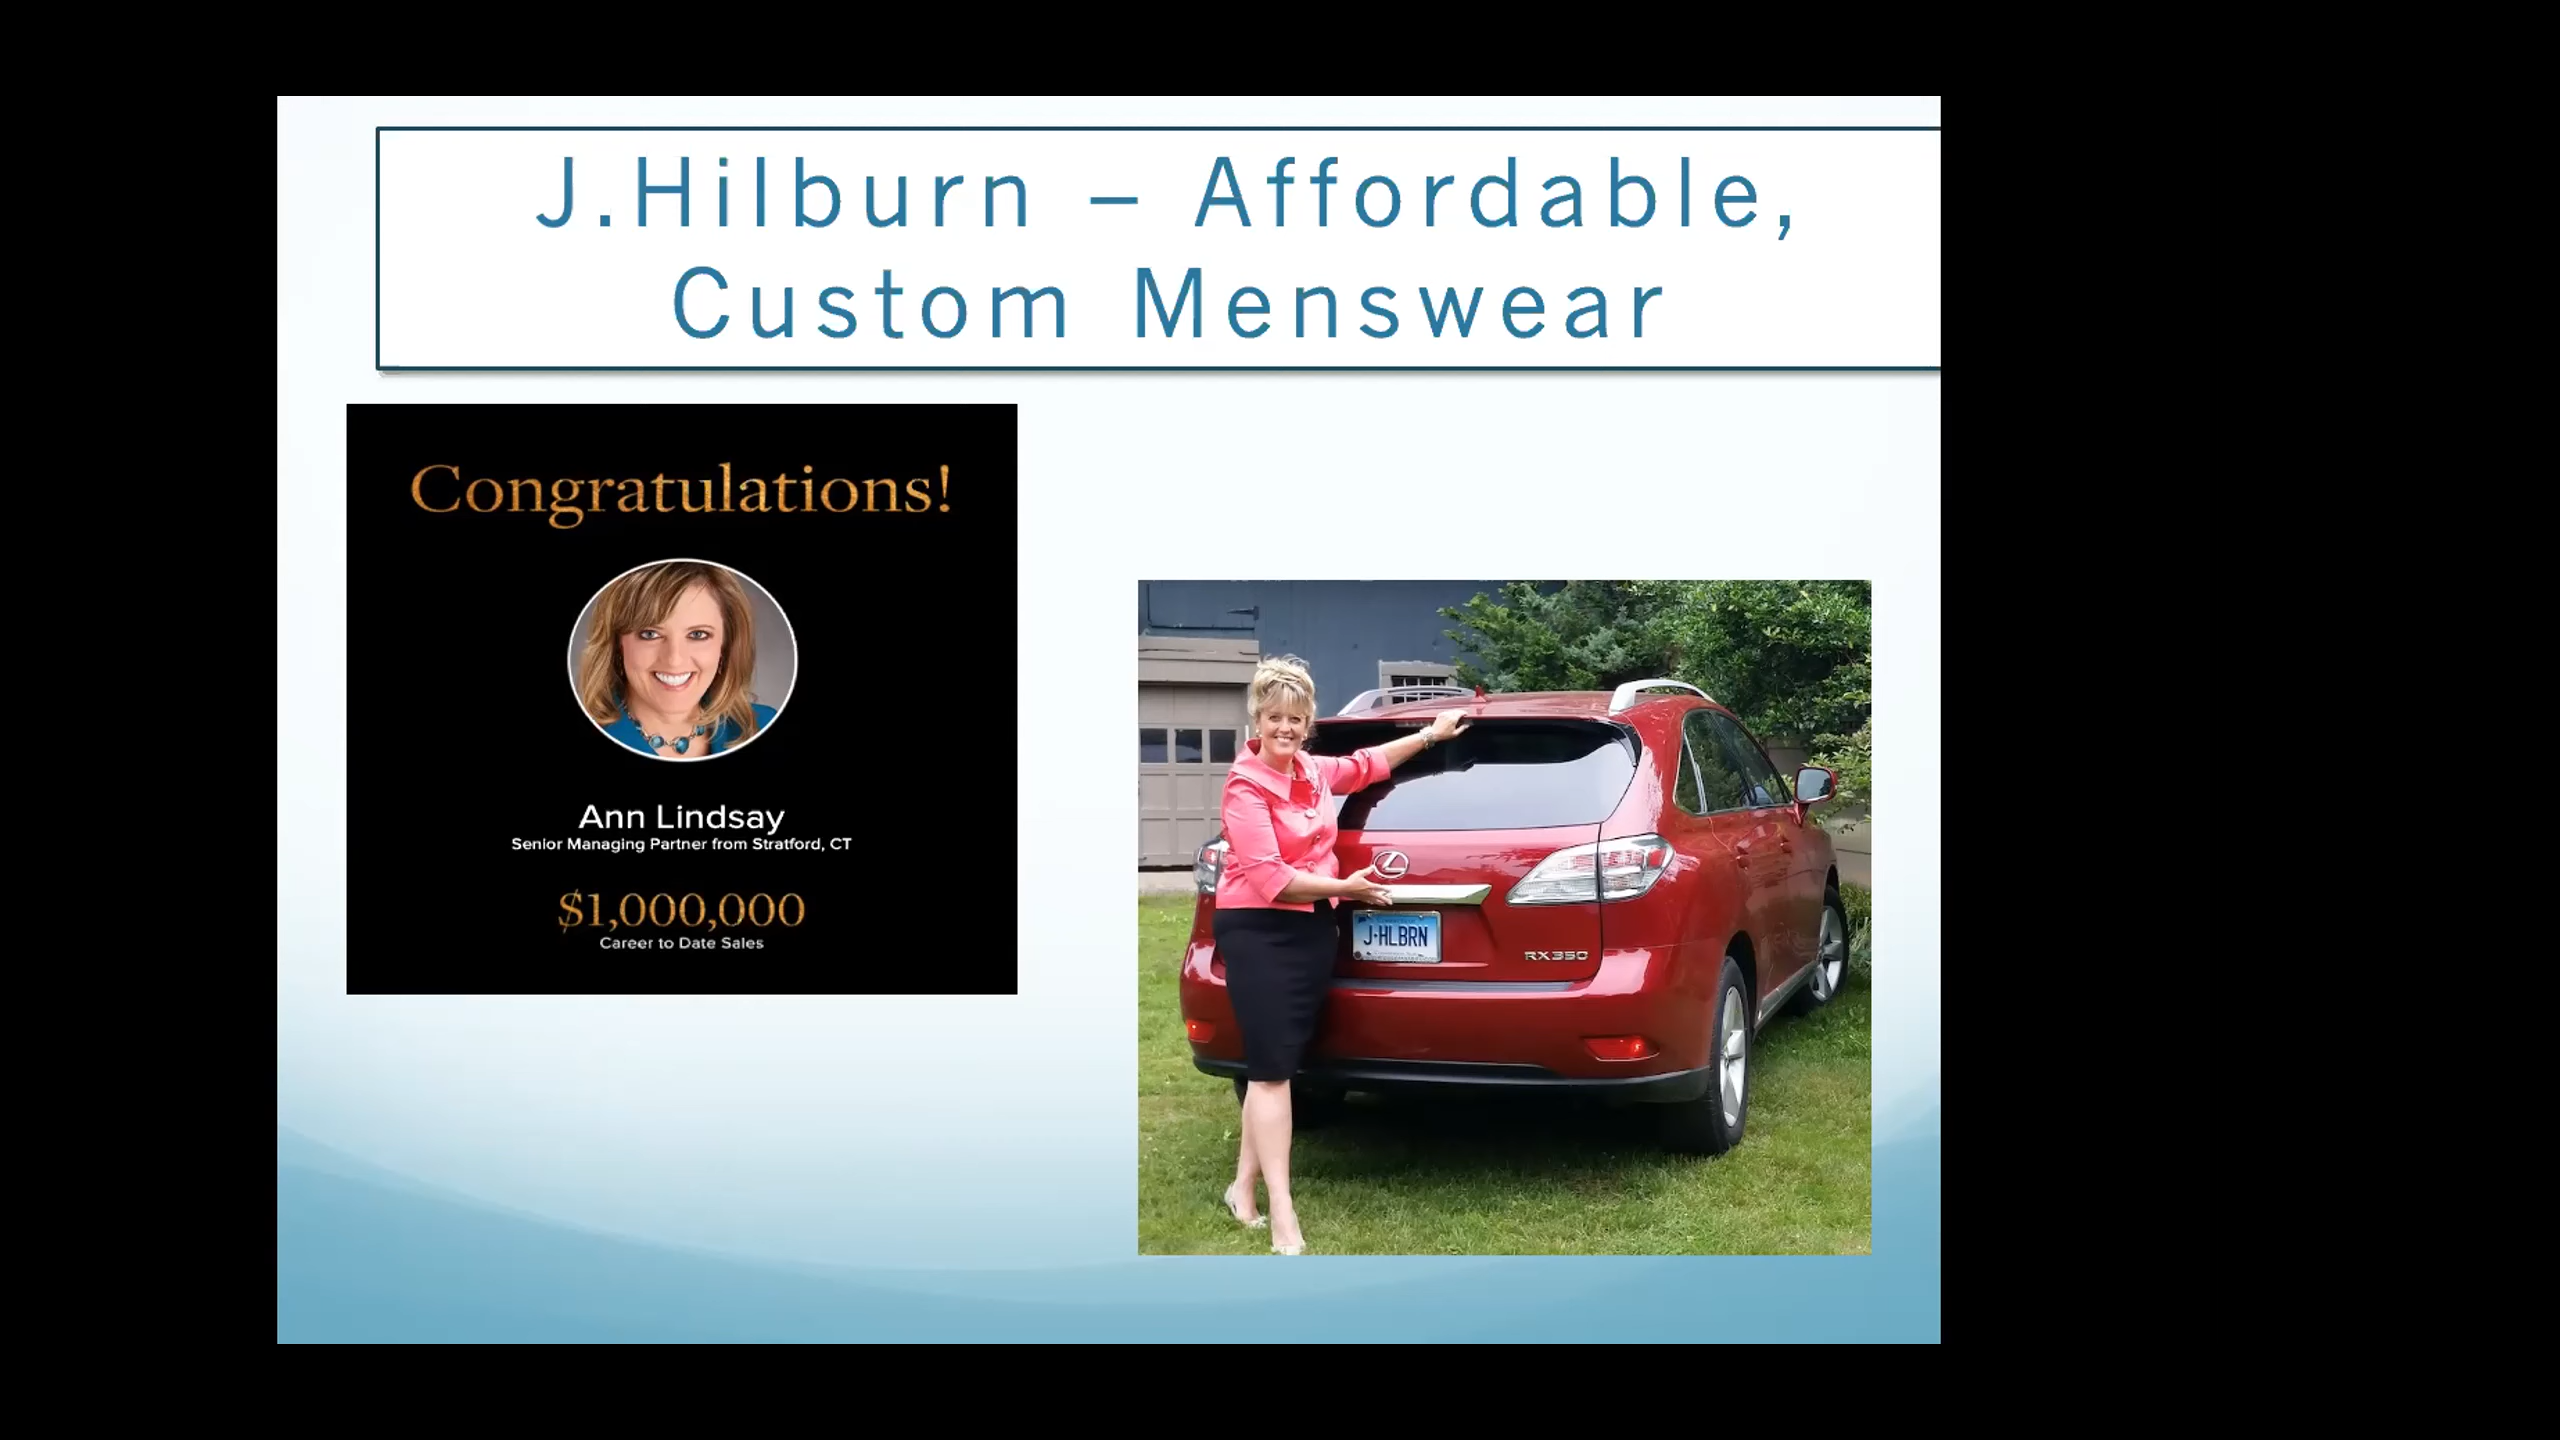 J.Hilburn – Affordable,
Custom Menswear
Congratulations!
Ann Lindsay
Senior Managing Partner from Stratford, CT
$1,000,000
Career to Date Sales
J·HLBRN
RX350